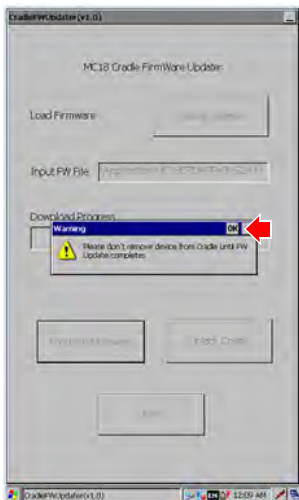 CradleFWUpdater(v1.0)
MC18 Cradle FirmWare Updater
Load Firmware
Input FW File
Download Progress
Warning
OK
Please don't remove device from Cradle until FW
Update completes
CradleFWUpdater(v1.0)
EN
12:09 AM